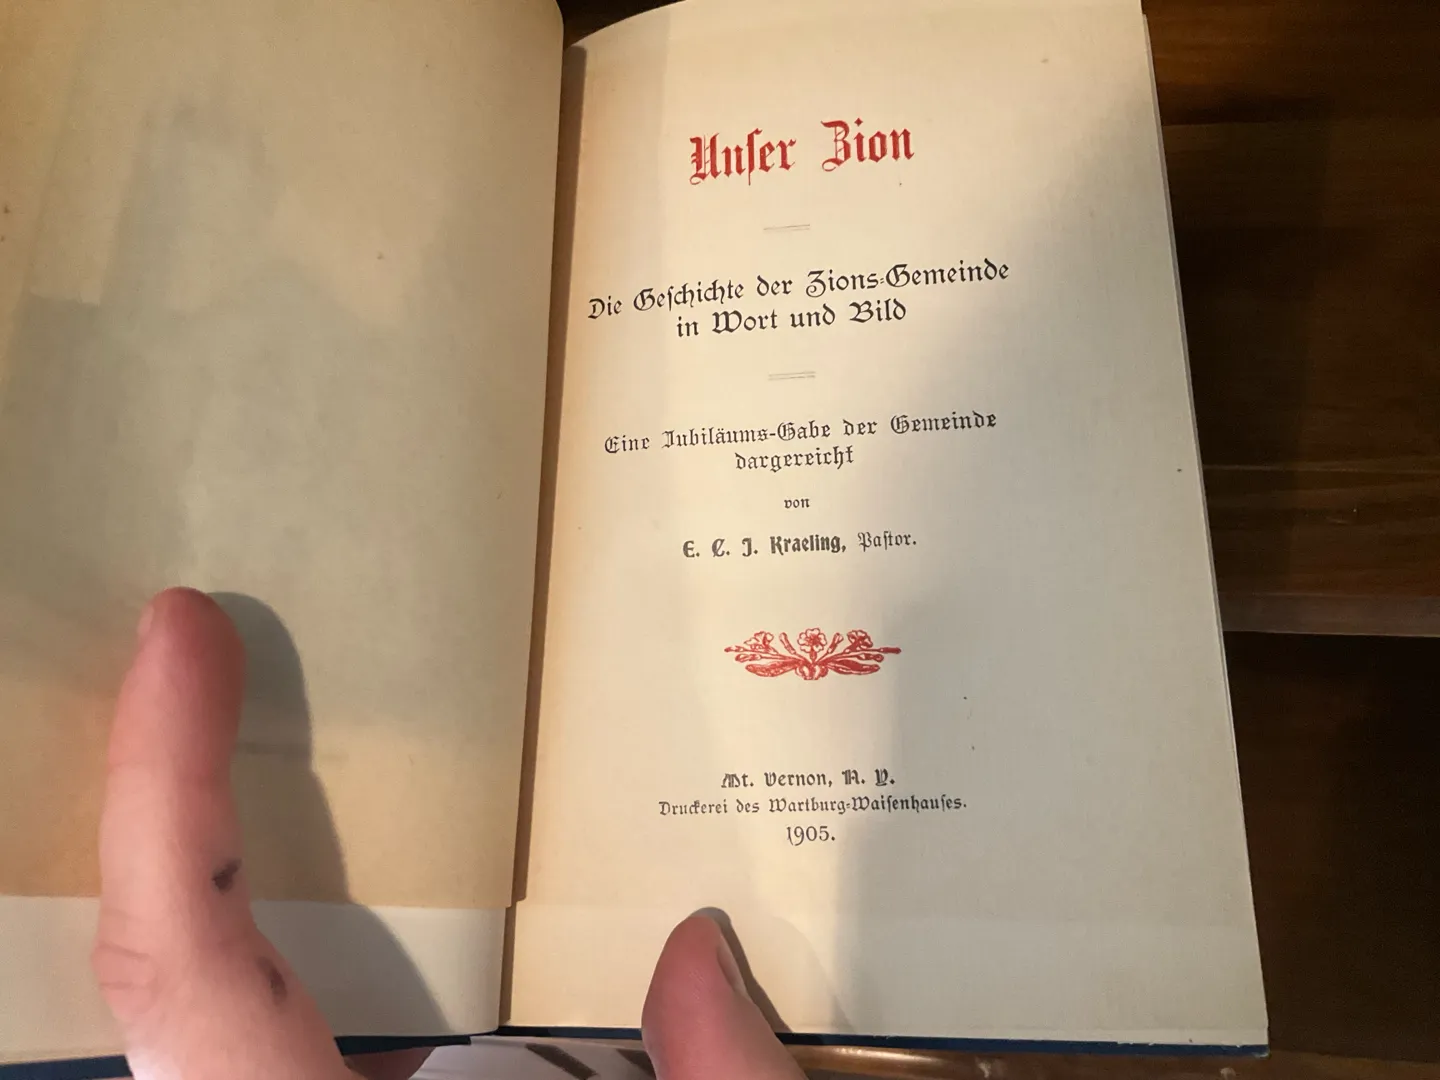 Unſer Zion
Die Geſchichte der Zions-Gemeinde
in Wort und Bild
Eine Jubiläums-Gabe der Gemeinde
dargereicht
von
E. C. J. Kraeling, Paſtor.
Mt. Vernon, N. Y.
Druckerei des Wartburg-Waiſenhauſes.
1905.